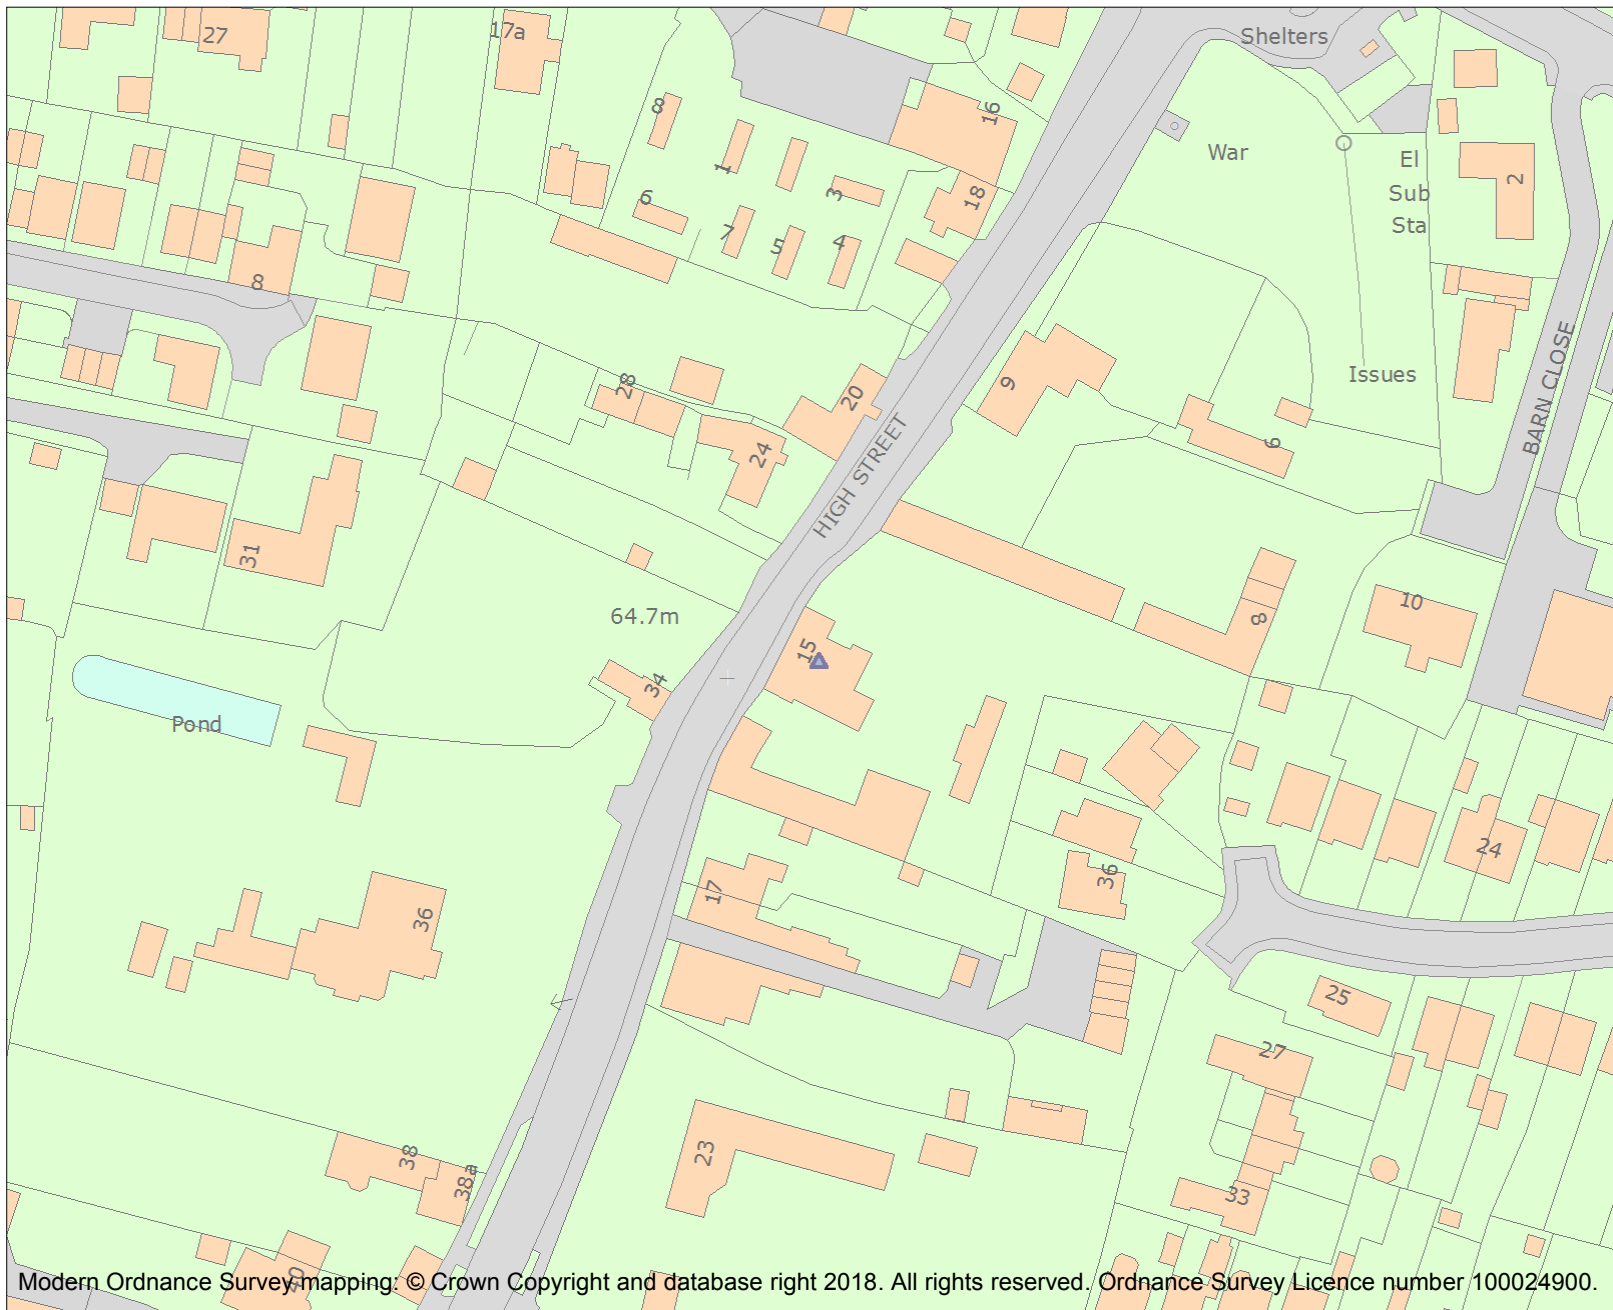 27
17a
Shelters
8
16
War
El
Sub
Sta
2
1
3
18
6
7
5
4
8
28
20
9
Issues
BARN CLOSE
HIGH STREET
24
6
31
10
8
64.7m
15
34
Pond
24
36
17
36
25
27
23
38
38a
33
40
Modern Ordnance Survey mapping: © Crown Copyright and database right 2018. All rights reserved. Ordnance Survey Licence number 100024900.